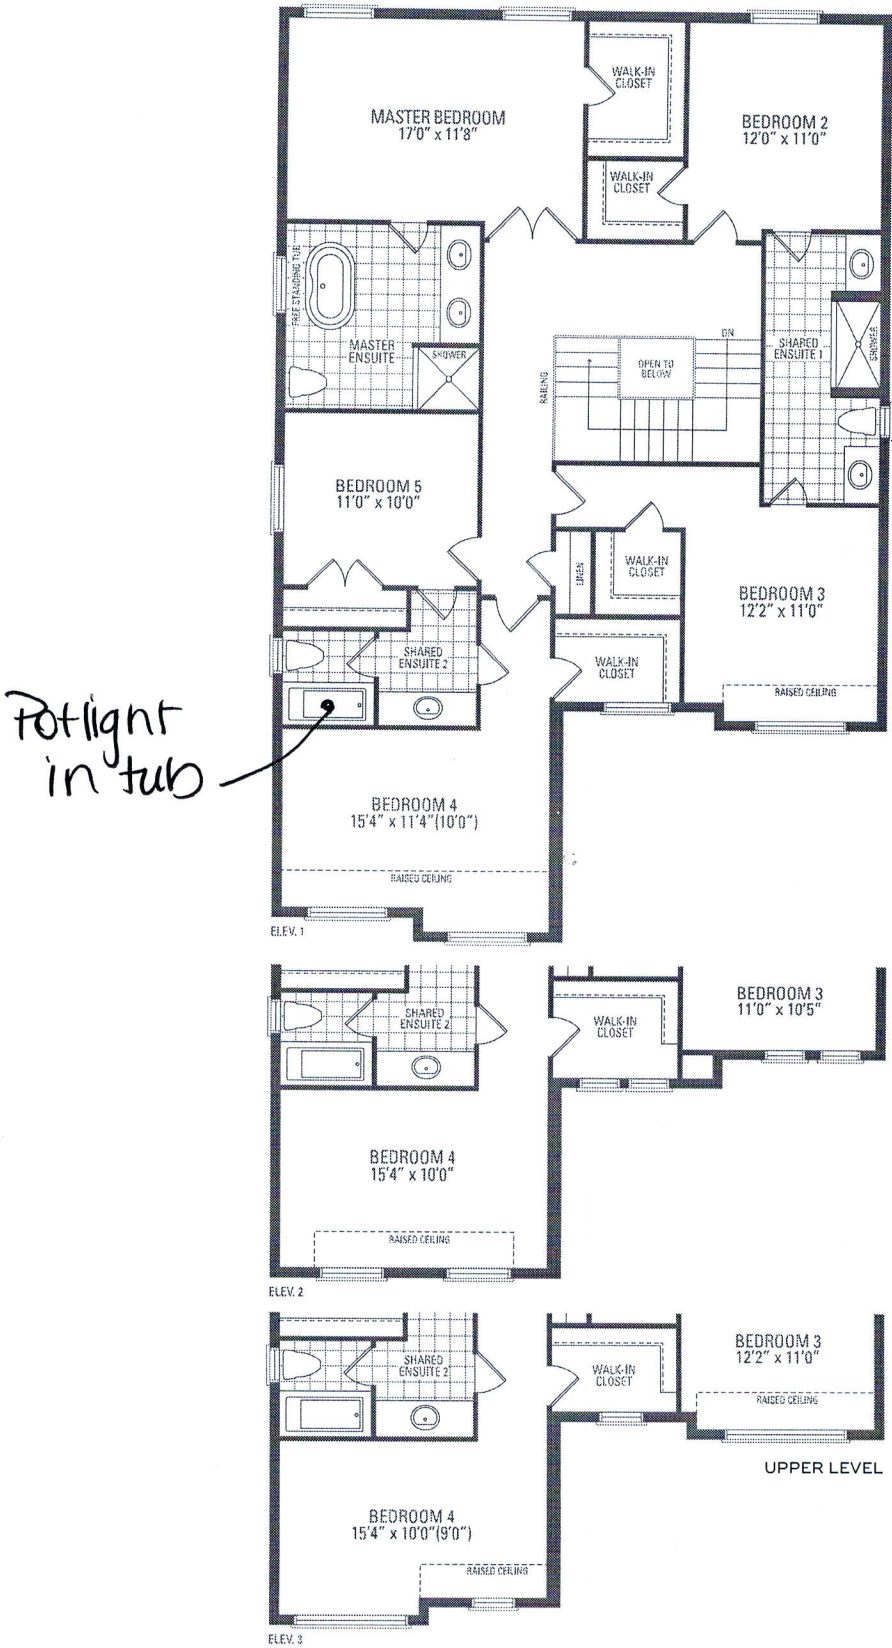 WALK-IN
CLOSET
MASTER BEDROOM
17'0" x 11'8"
BEDROOM 2
12'0" x 11'0"
WALK-IN
CLOSET
FREE STANDING TUB
MASTER
ENSUITE
SHOWER
DN
OPEN TO
BELOW
RAILING
SHARED
ENSUITE 1
SHOWER
BEDROOM 5
11'0" x 10'0"
LINEN
WALK-IN
CLOSET
BEDROOM 3
12'2" x 11'0"
SHARED
ENSUITE 2
WALK-IN
CLOSET
RAISED CEILING
Potlight
in tub
BEDROOM 4
15'4" x 11'4"(10'0")
RAISED CEILING
ELEV. 1
SHARED
ENSUITE 2
WALK-IN
CLOSET
BEDROOM 3
11'0" x 10'5"
BEDROOM 4
15'4" x 10'0"
RAISED CEILING
ELEV. 2
SHARED
ENSUITE 2
WALK-IN
CLOSET
BEDROOM 3
12'2" x 11'0"
RAISED CEILING
UPPER LEVEL
BEDROOM 4
15'4" x 10'0"(9'0")
RAISED CEILING
ELEV. 3